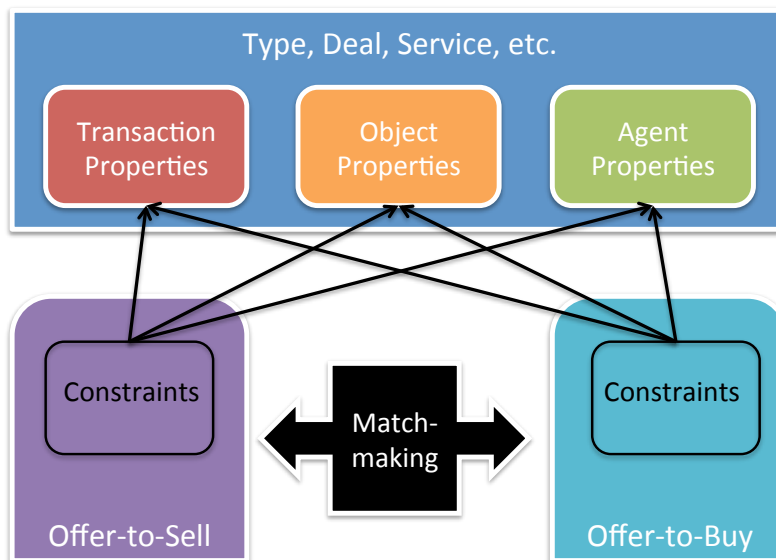 Type, Deal, Service, etc.
Transaction
Properties
Object
Properties
Agent
Properties
Constraints
Match-
making
Constraints
Offer-to-Sell
Offer-to-Buy